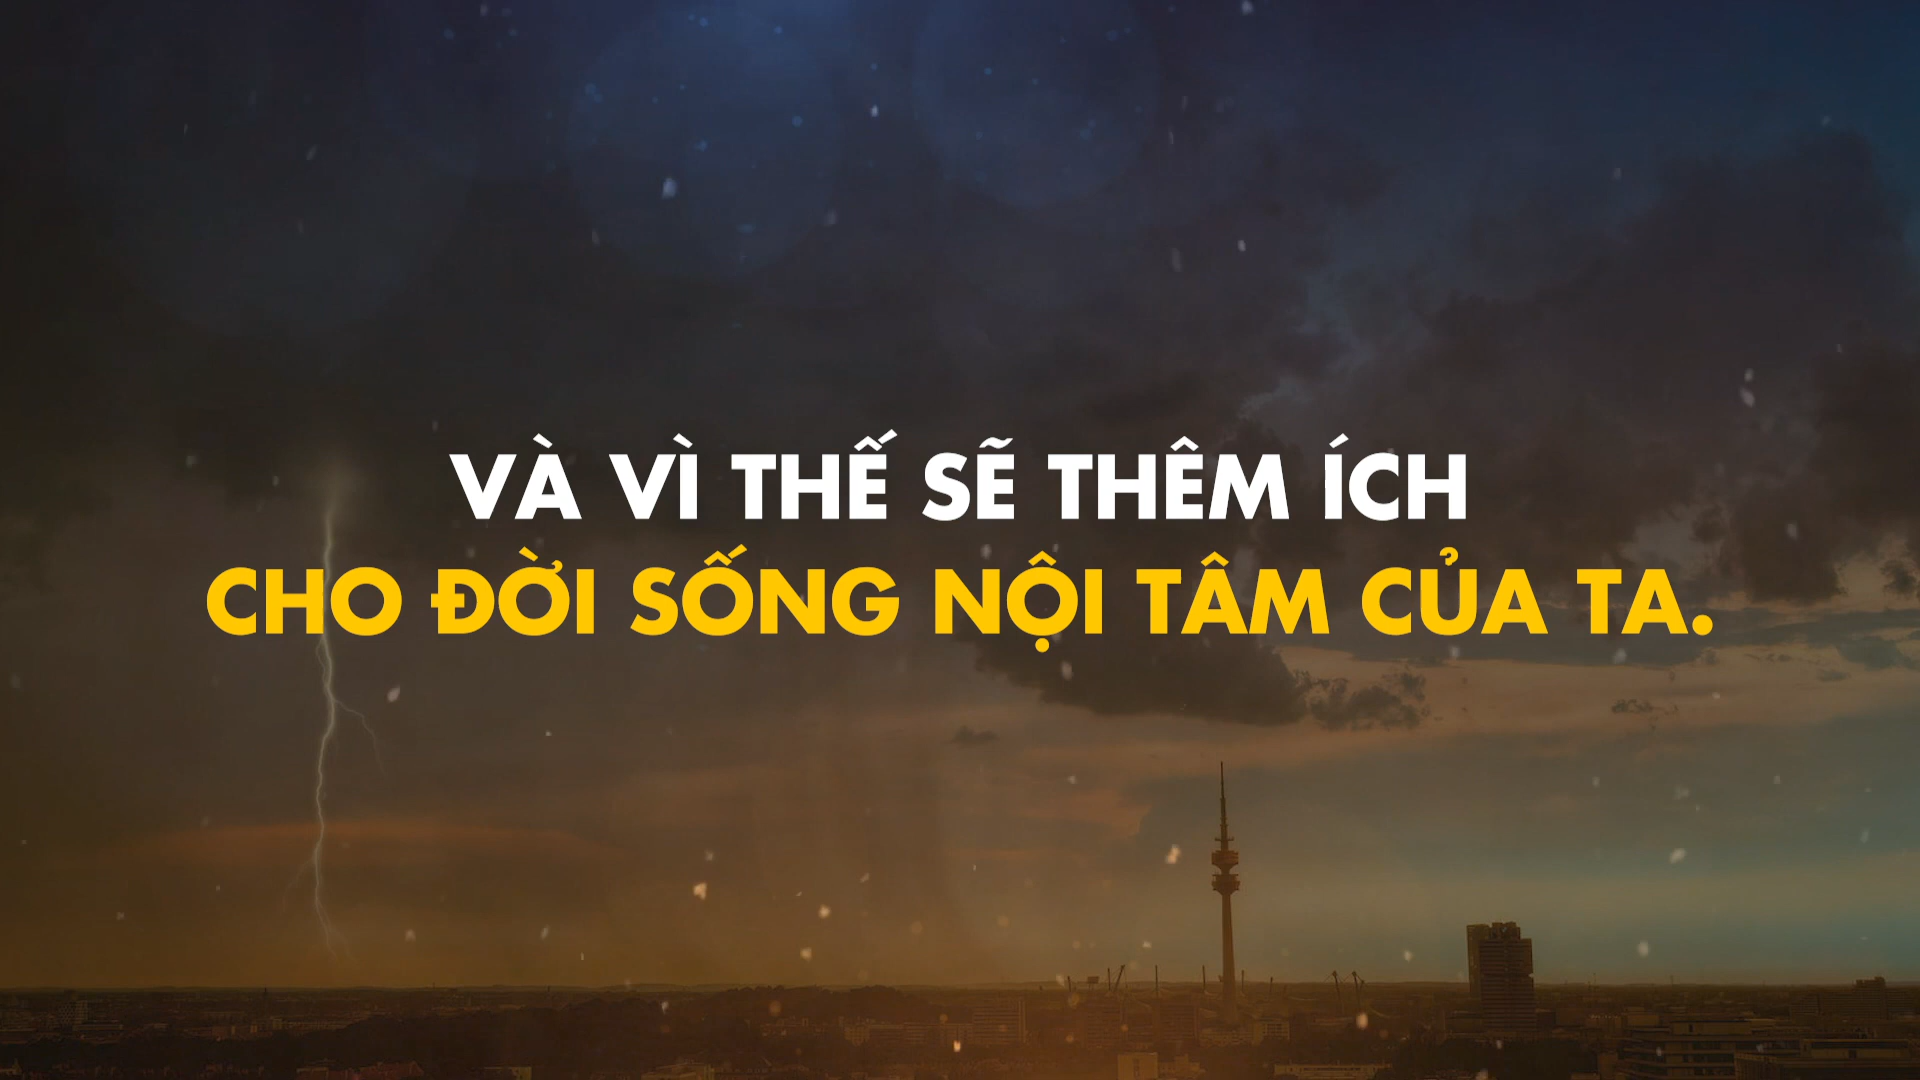 VÀ VÌ THẾ SẼ THÊM ÍCH
CHO ĐỜI SỐNG NỘI TÂM CỦA TA.